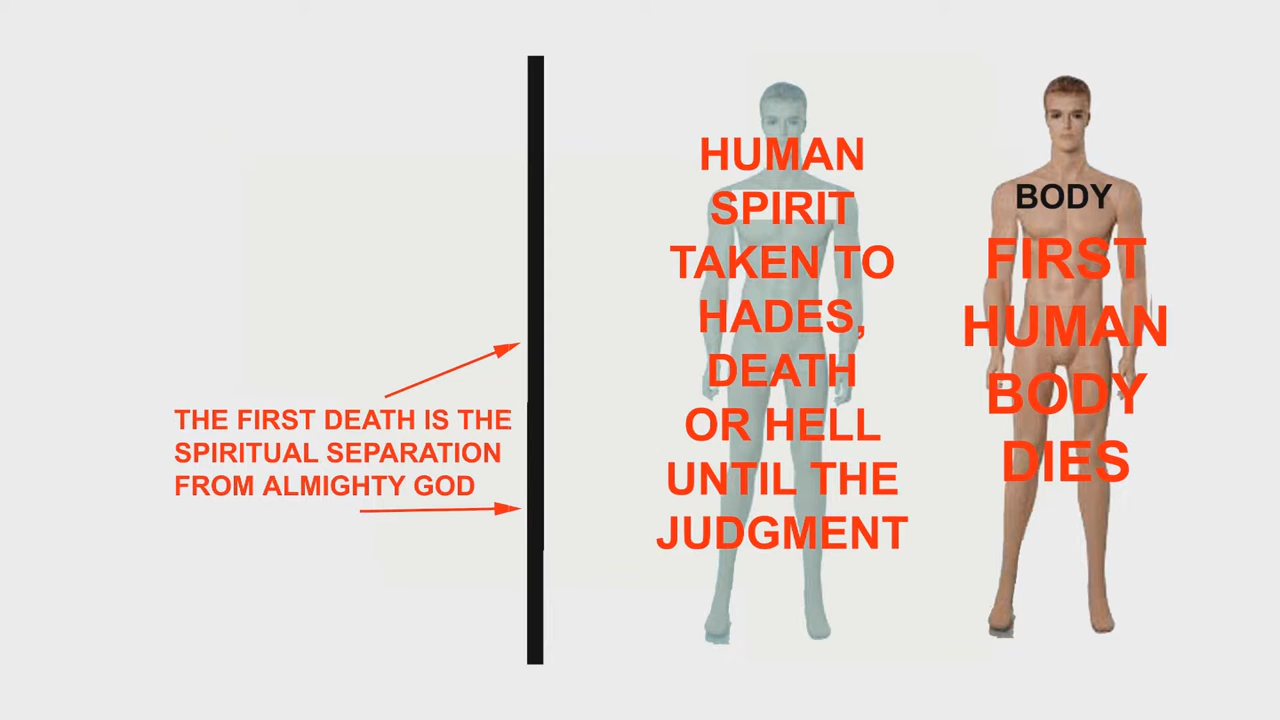 THE FIRST DEATH IS THE
SPIRITUAL SEPARATION
FROM ALMIGHTY GOD
HUMAN
SPIRIT
TAKEN TO
HADES,
DEATH
OR HELL
UNTIL THE
JUDGMENT
BODY
FIRST
HUMAN
BODY
DIES